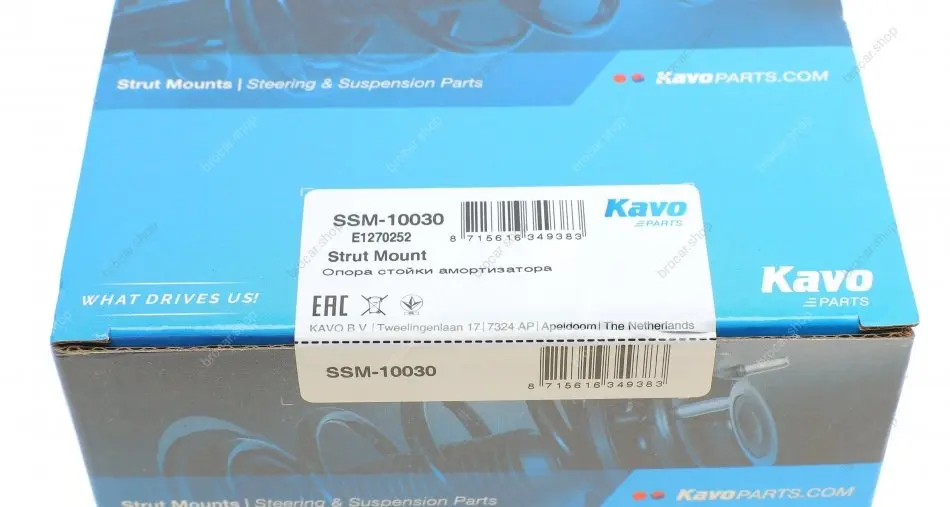 Strut Mounts | Steering & Suspension Parts
KavoPARTS.COM
SSM-10030
E1270252
8 715616 349383
Kavo
PARTS
Strut Mount
Опора стойки амортизатора
EAC
KAVO B.V. | Tweelingenlaan 17 | 7324 AP | Apeldoorn | The Netherlands
WHAT DRIVES US!
Kavo
PARTS
SSM-10030
8 715616 349383
Strut Mounts | Steering & Suspension Parts
KavoPARTS.COM
brocar.shop